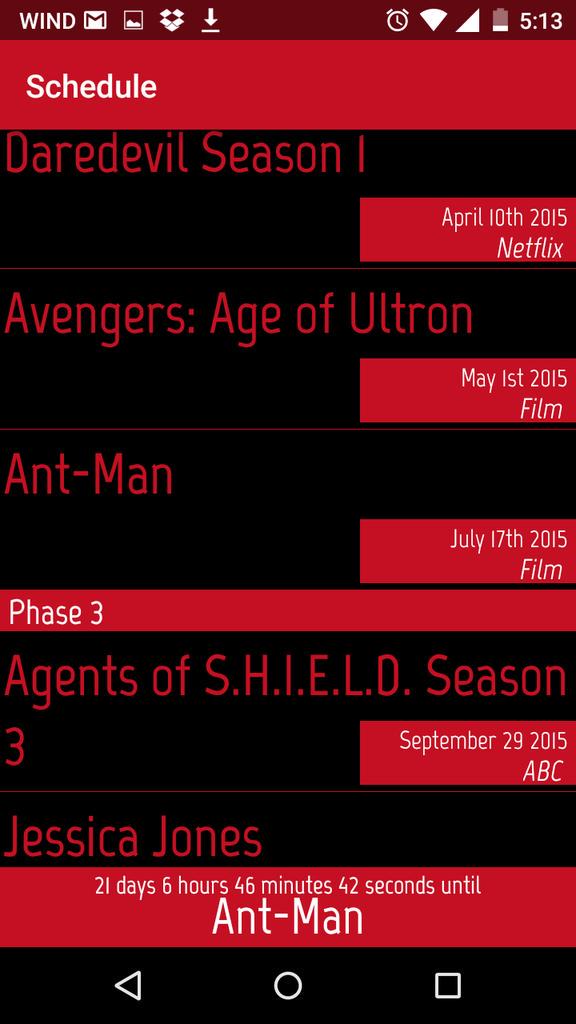 WIND 5:13
Schedule
Daredevil Season 1
April 10th 2015
Netflix
Avengers: Age of Ultron
May 1st 2015
Film
Ant-Man
July 17th 2015
Film
Phase 3
Agents of S.H.I.E.L.D. Season
3
September 29 2015
ABC
Jessica Jones
21 days 6 hours 46 minutes 42 seconds until
Ant-Man